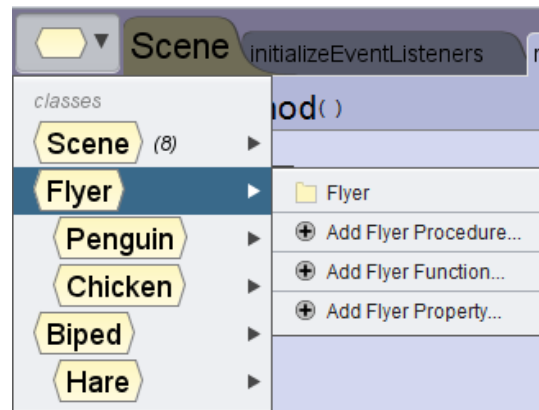 Scene initializeEventListeners
classes
Scene (8)
Flyer
Penguin
Chicken
Biped
Hare
Flyer
Add Flyer Procedure...
Add Flyer Function...
Add Flyer Property...